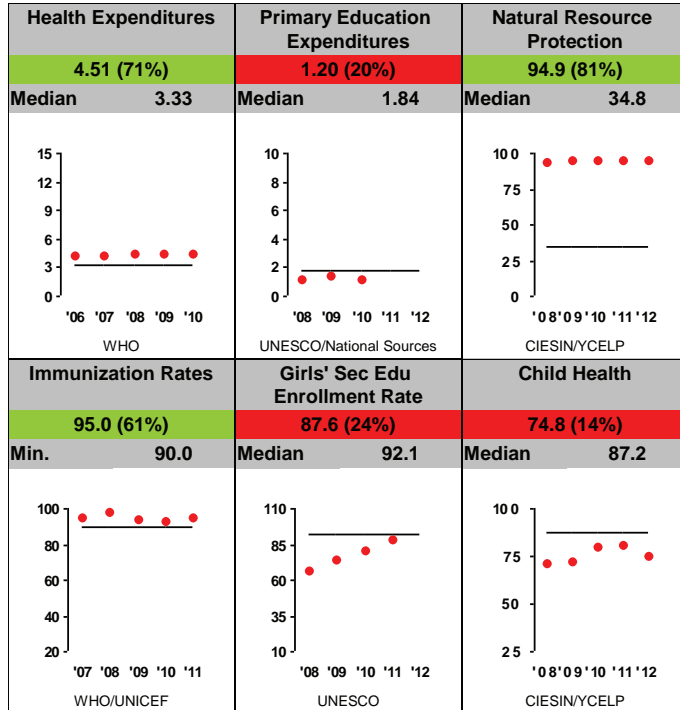 Health Expenditures
4.51 (71%)
Median 3.33
15
12
9
6
3
0
'06 '07 '08 '09 '10
WHO
Primary Education
Expenditures
1.20 (20%)
Median 1.84
10
8
6
4
2
0
'08 '09 '10 '11 '12
UNESCO/National Sources
Natural Resource
Protection
94.9 (81%)
Median 34.8
100
75
50
25
0
'08 '09 '10 '11 '12
CIESIN/YCELP
Immunization Rates
95.0 (61%)
Min. 90.0
100
80
60
40
20
'07 '08 '09 '10 '11
WHO/UNICEF
Girls' Sec Edu
Enrollment Rate
87.6 (24%)
Median 92.1
110
85
60
35
10
'08 '09 '10 '11 '12
UNESCO
Child Health
74.8 (14%)
Median 87.2
100
75
50
25
'08 '09 '10 '11 '12
CIESIN/YCELP